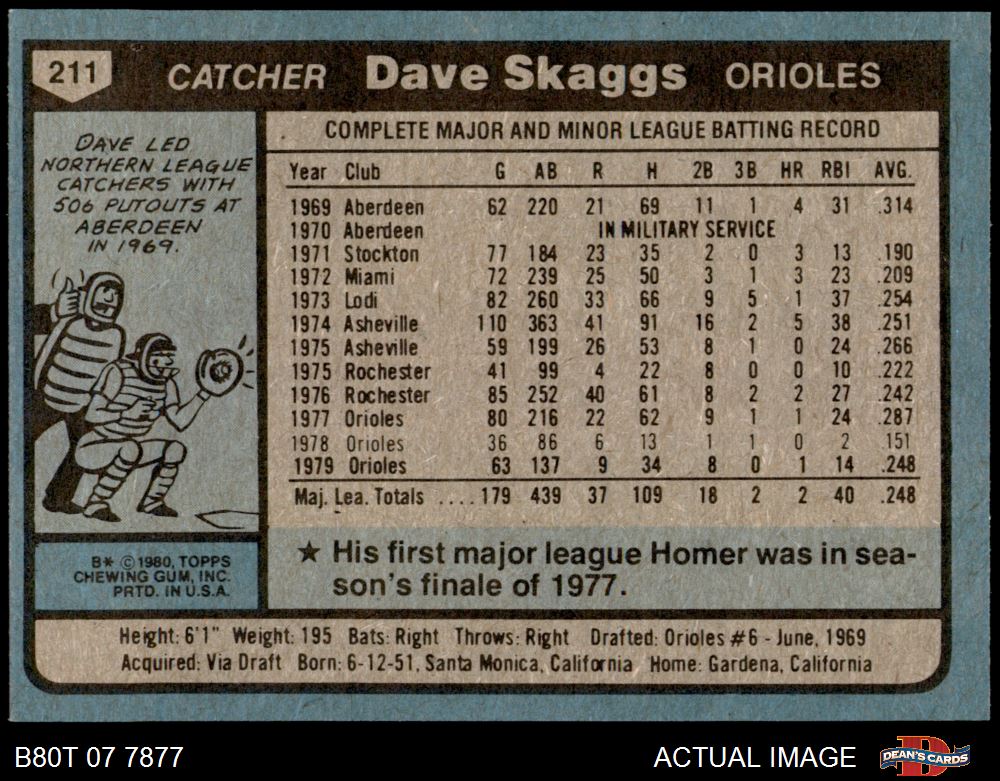 211 CATCHER Dave Skaggs ORIOLES
DAVE LED
NORTHERN LEAGUE
CATCHERS WITH
506 PUTOUTS AT
ABERDEEN
IN 1969.
COMPLETE MAJOR AND MINOR LEAGUE BATTING RECORD
Year Club G AB R H 2B 3B HR RBI AVG.
1969 Aberdeen 62 220 21 69 11 1 4 31 .314
1970 Aberdeen IN MILITARY SERVICE
1971 Stockton 77 184 23 35 2 0 3 13 .190
1972 Miami 72 239 25 50 3 1 3 23 .209
1973 Lodi 82 260 33 66 9 5 1 37 .254
1974 Asheville 110 363 41 91 16 2 5 38 .251
1975 Asheville 59 199 26 53 8 1 0 24 .266
1975 Rochester 41 99 4 22 8 0 0 10 .222
1976 Rochester 85 252 40 61 8 2 2 27 .242
1977 Orioles 80 216 22 62 9 1 1 24 .287
1978 Orioles 36 86 6 13 1 1 0 2 .151
1979 Orioles 63 137 9 34 8 0 1 14 .248
Maj. Lea. Totals ....179 439 37 109 18 2 2 40 .248
★ His first major league Homer was in sea-
son's finale of 1977.
B* © 1980, TOPPS
CHEWING GUM, INC.
PRTD. IN U.S.A.
Height: 6'1" Weight: 195 Bats: Right Throws: Right Drafted: Orioles #6 - June, 1969
Acquired: Via Draft Born: 6-12-51, Santa Monica, California Home: Gardena, California
B80T 07 7877 ACTUAL IMAGE DEAN'S CARDS